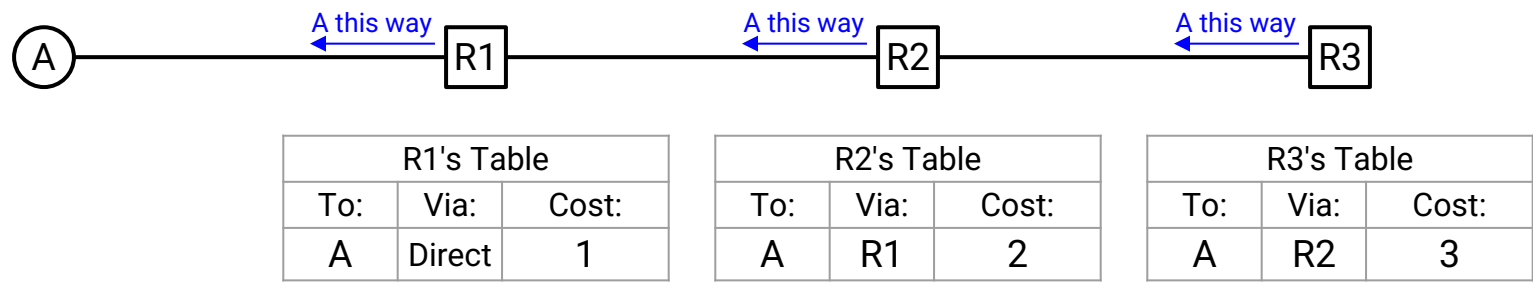 A this way A this way A this way
A R1 R2 R3
R1's Table R2's Table R3's Table
To: Via: Cost: To: Via: Cost: To: Via: Cost:
A Direct 1 A R1 2 A R2 3